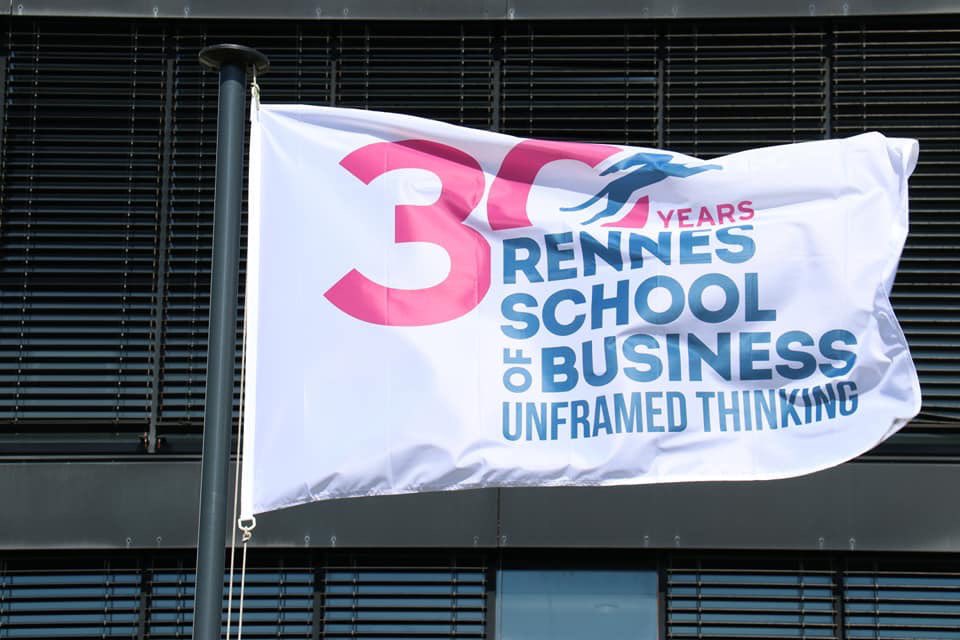 30 YEARS
RENNES
SCHOOL
OF BUSINESS
UNFRAMED THINKING